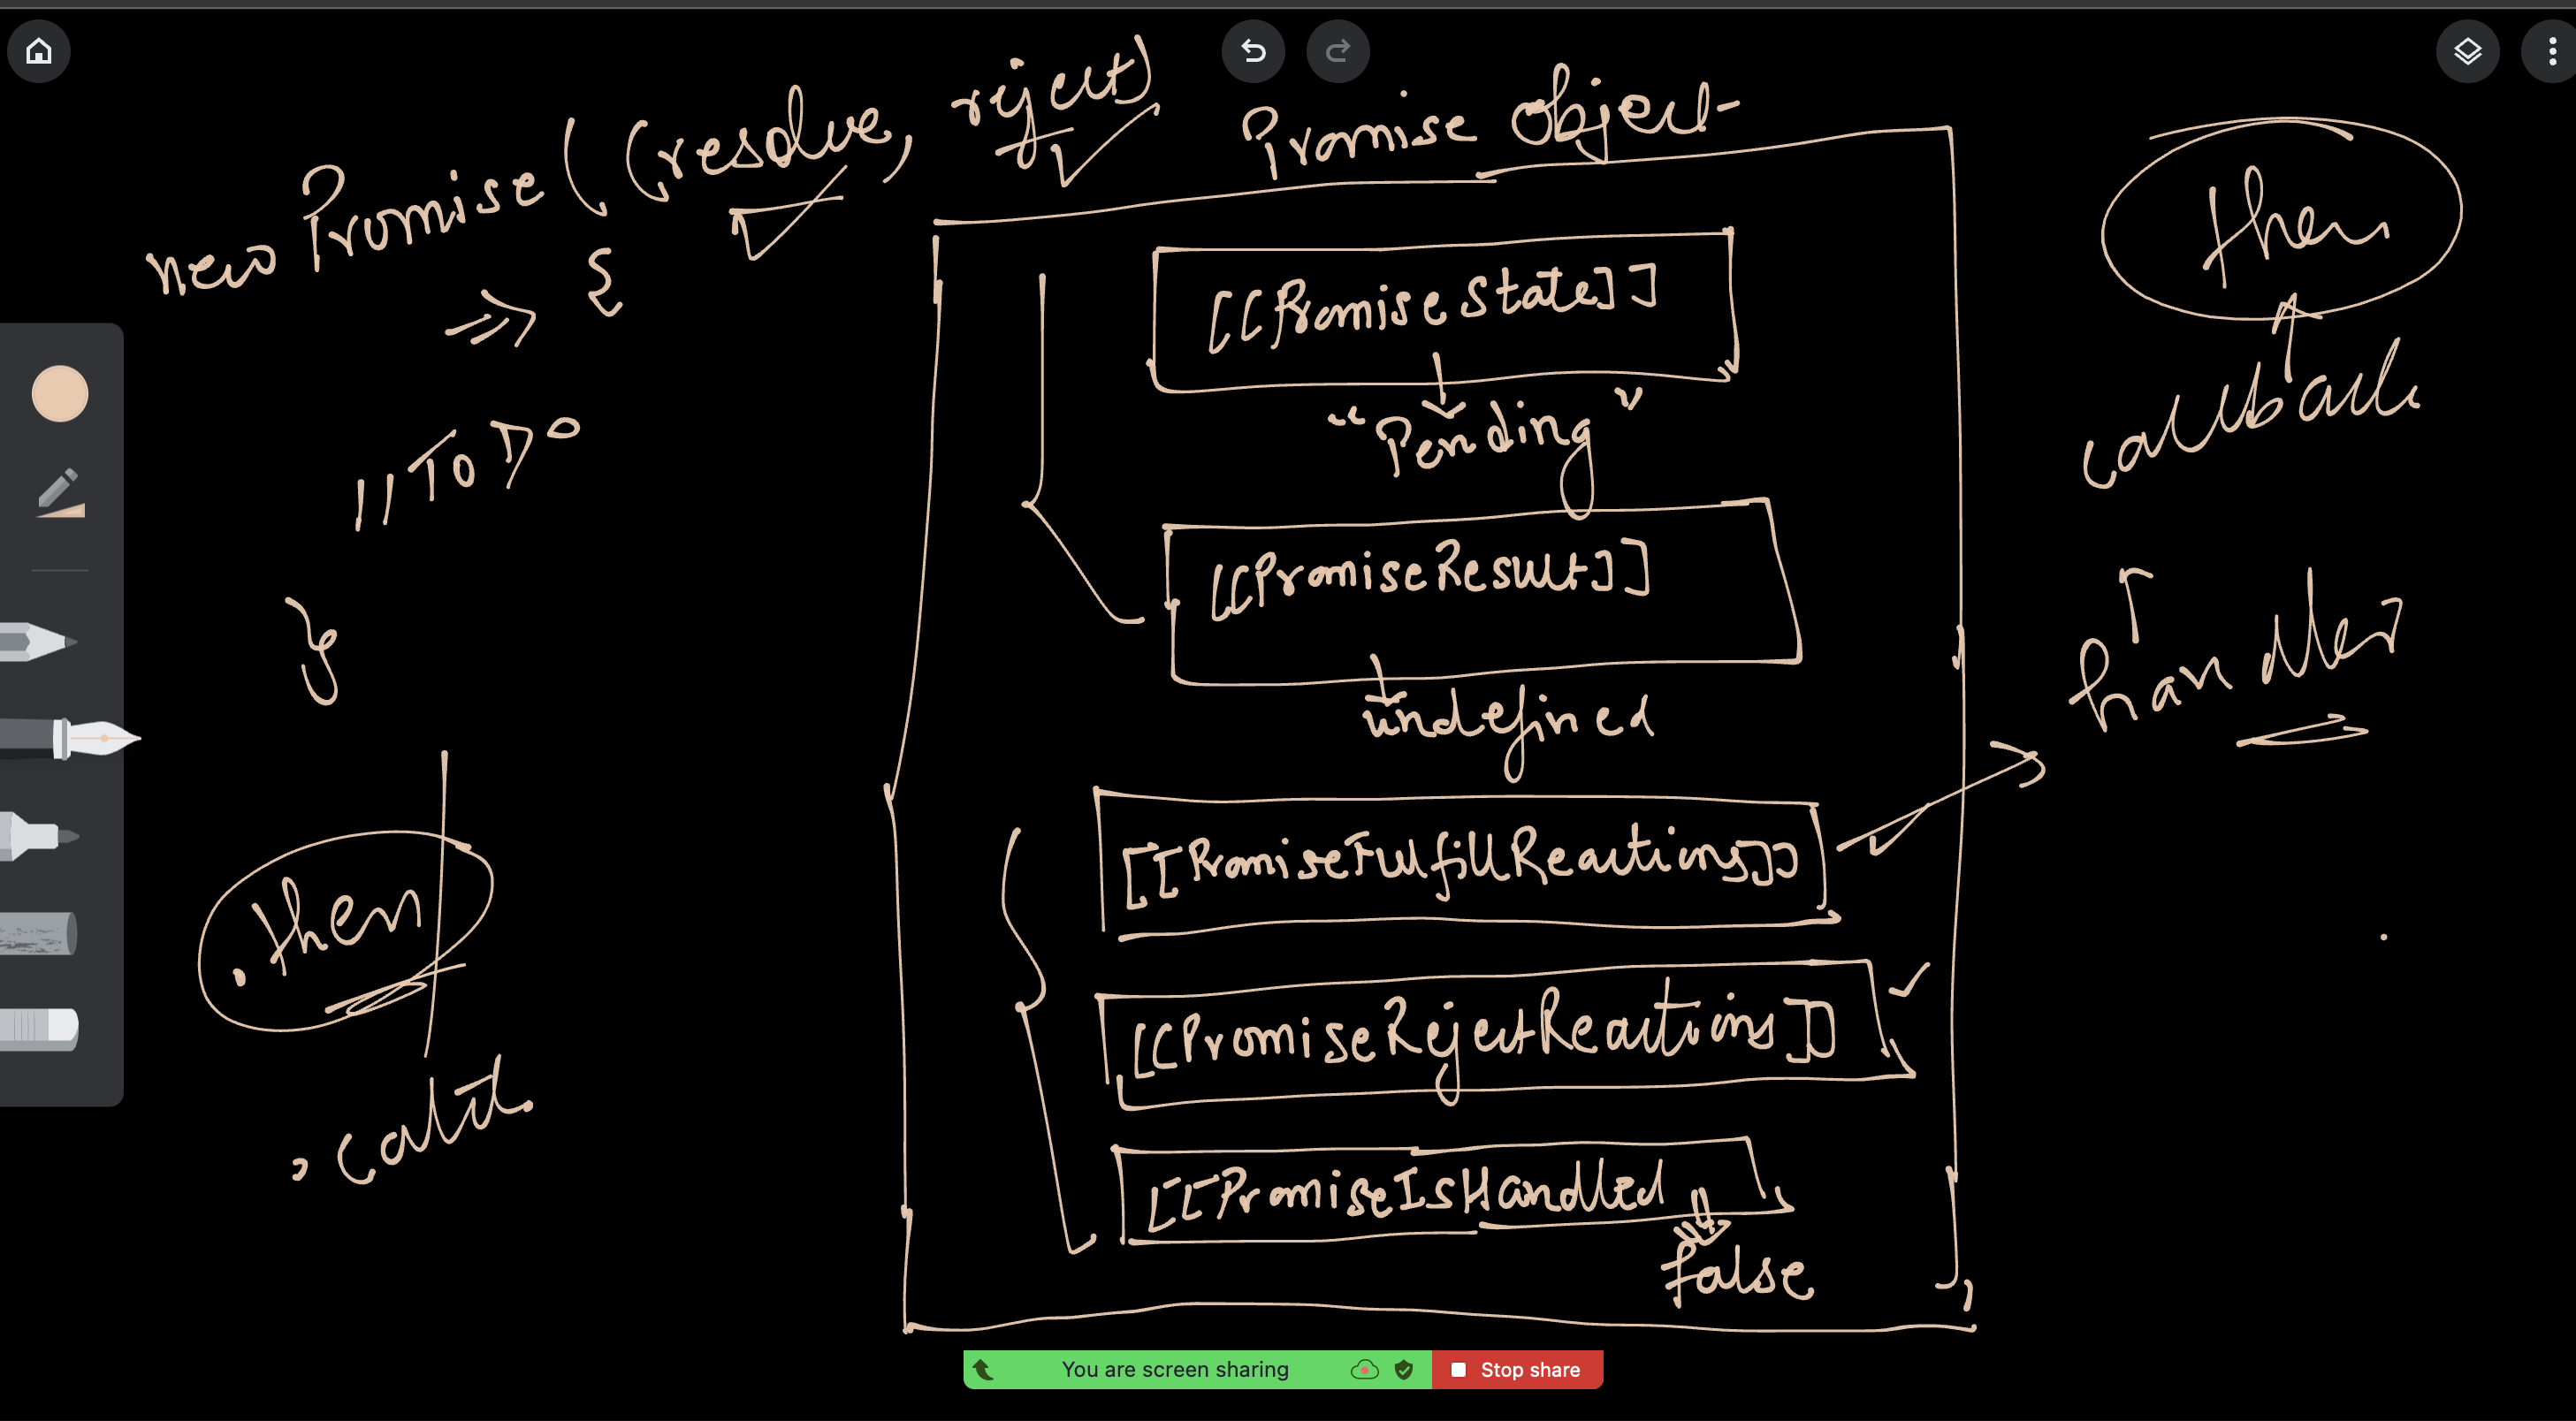 new Promise((resolve, reject)
=> {
//TODO
}
.then
.catch
Promise Object
[[PromiseState]]
"Pending"
[[PromiseResult]]
undefined
[[PromiseFulfillReactions]]
[[PromiseRejectReactions]]
[[PromiseIsHandled
false
then
callback
handler
You are screen sharing
Stop share